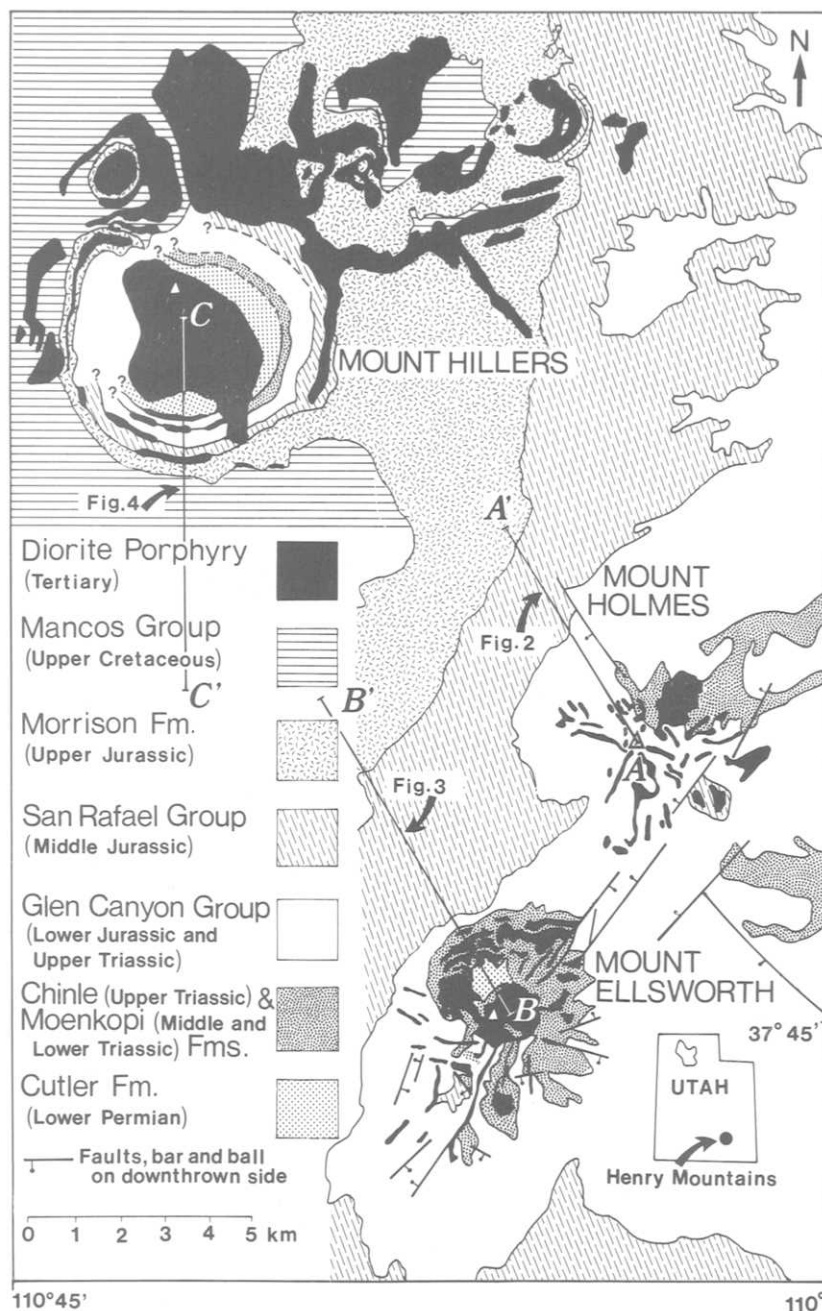 N
?
?
?
C
MOUNT HILLERS
?
?
Fig.4
A'
Diorite Porphyry
(Tertiary)
MOUNT
HOLMES
Fig.2
Mancos Group
(Upper Cretaceous)
C'
B'
Morrison Fm.
(Upper Jurassic)
A
Fig.3
San Rafael Group
(Middle Jurassic)
Glen Canyon Group
(Lower Jurassic and
Upper Triassic)
MOUNT
ELLSWORTH
B
Chinle (Upper Triassic) &
Moenkopi (Middle and
Lower Triassic) Fms.
37°45'
UTAH
Cutler Fm.
(Lower Permian)
Faults, bar and ball
on downthrown side
Henry Mountains
0 1 2 3 4 5 km
110°45'
110°